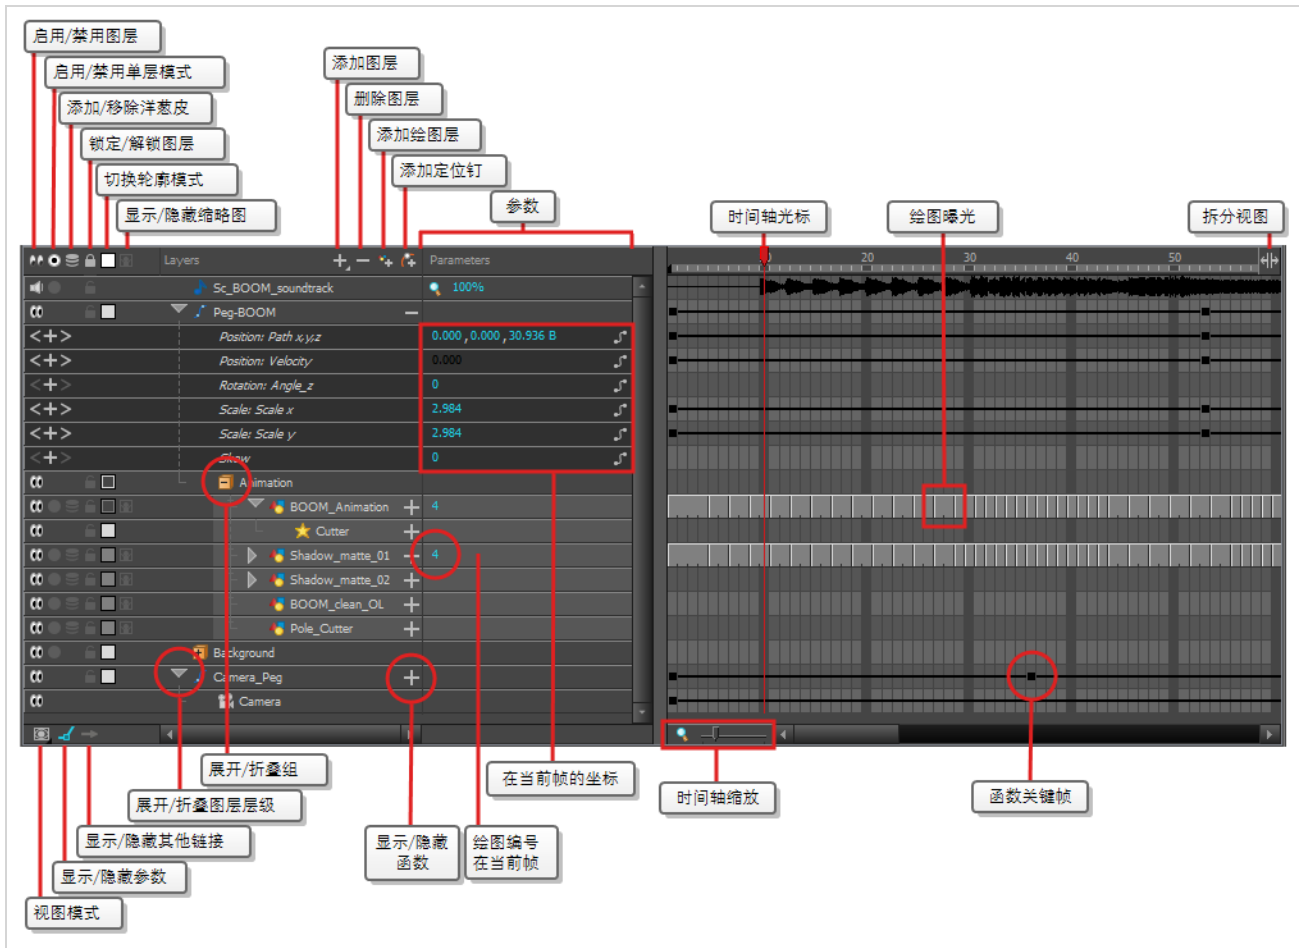 启用/禁用图层
启用/禁用单层模式
添加/移除洋葱皮
锁定/解锁图层
切换轮廓模式
显示/隐藏缩略图
添加图层
删除图层
添加绘图层
添加定位钉
参数
时间轴光标
绘图曝光
拆分视图
Layers
Parameters
20
30
40
50
Sc_BOOM_soundtrack
100%
Peg-BOOM
Position: Path x,y,z
0.000 , 0.000 , 30.936 B
Position: Velocity
0.000
Rotation: Angle_z
0
Scale: Scale x
2.984
Scale: Scale y
2.984
Skew
0
Animation
BOOM_Animation
4
Cutter
Shadow_matte_01
4
Shadow_matte_02
BOOM_clean_OL
Pole_Cutter
Background
Camera_Peg
Camera
展开/折叠组
展开/折叠图层层级
显示/隐藏其他链接
显示/隐藏参数
视图模式
显示/隐藏
函数
绘图编号
在当前帧
在当前帧的坐标
时间轴缩放
函数关键帧